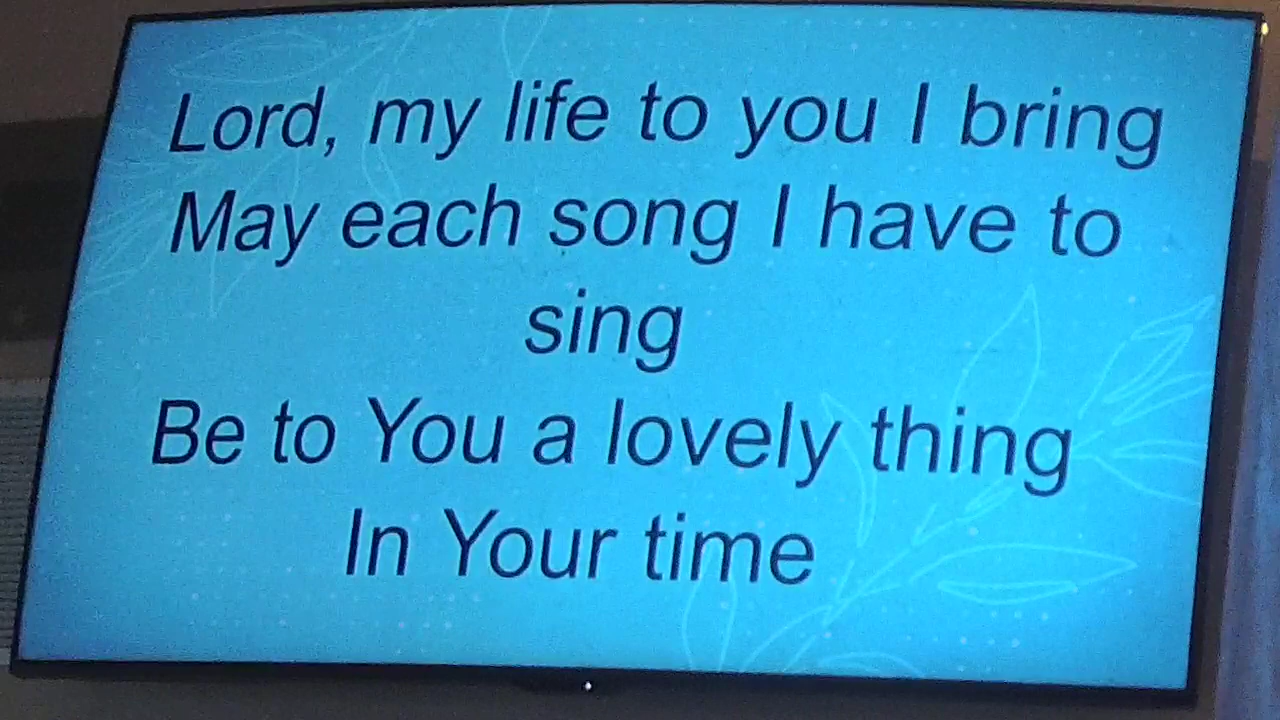 Lord, my life to you I bring
May each song I have to
sing
Be to You a lovely thing
In Your time